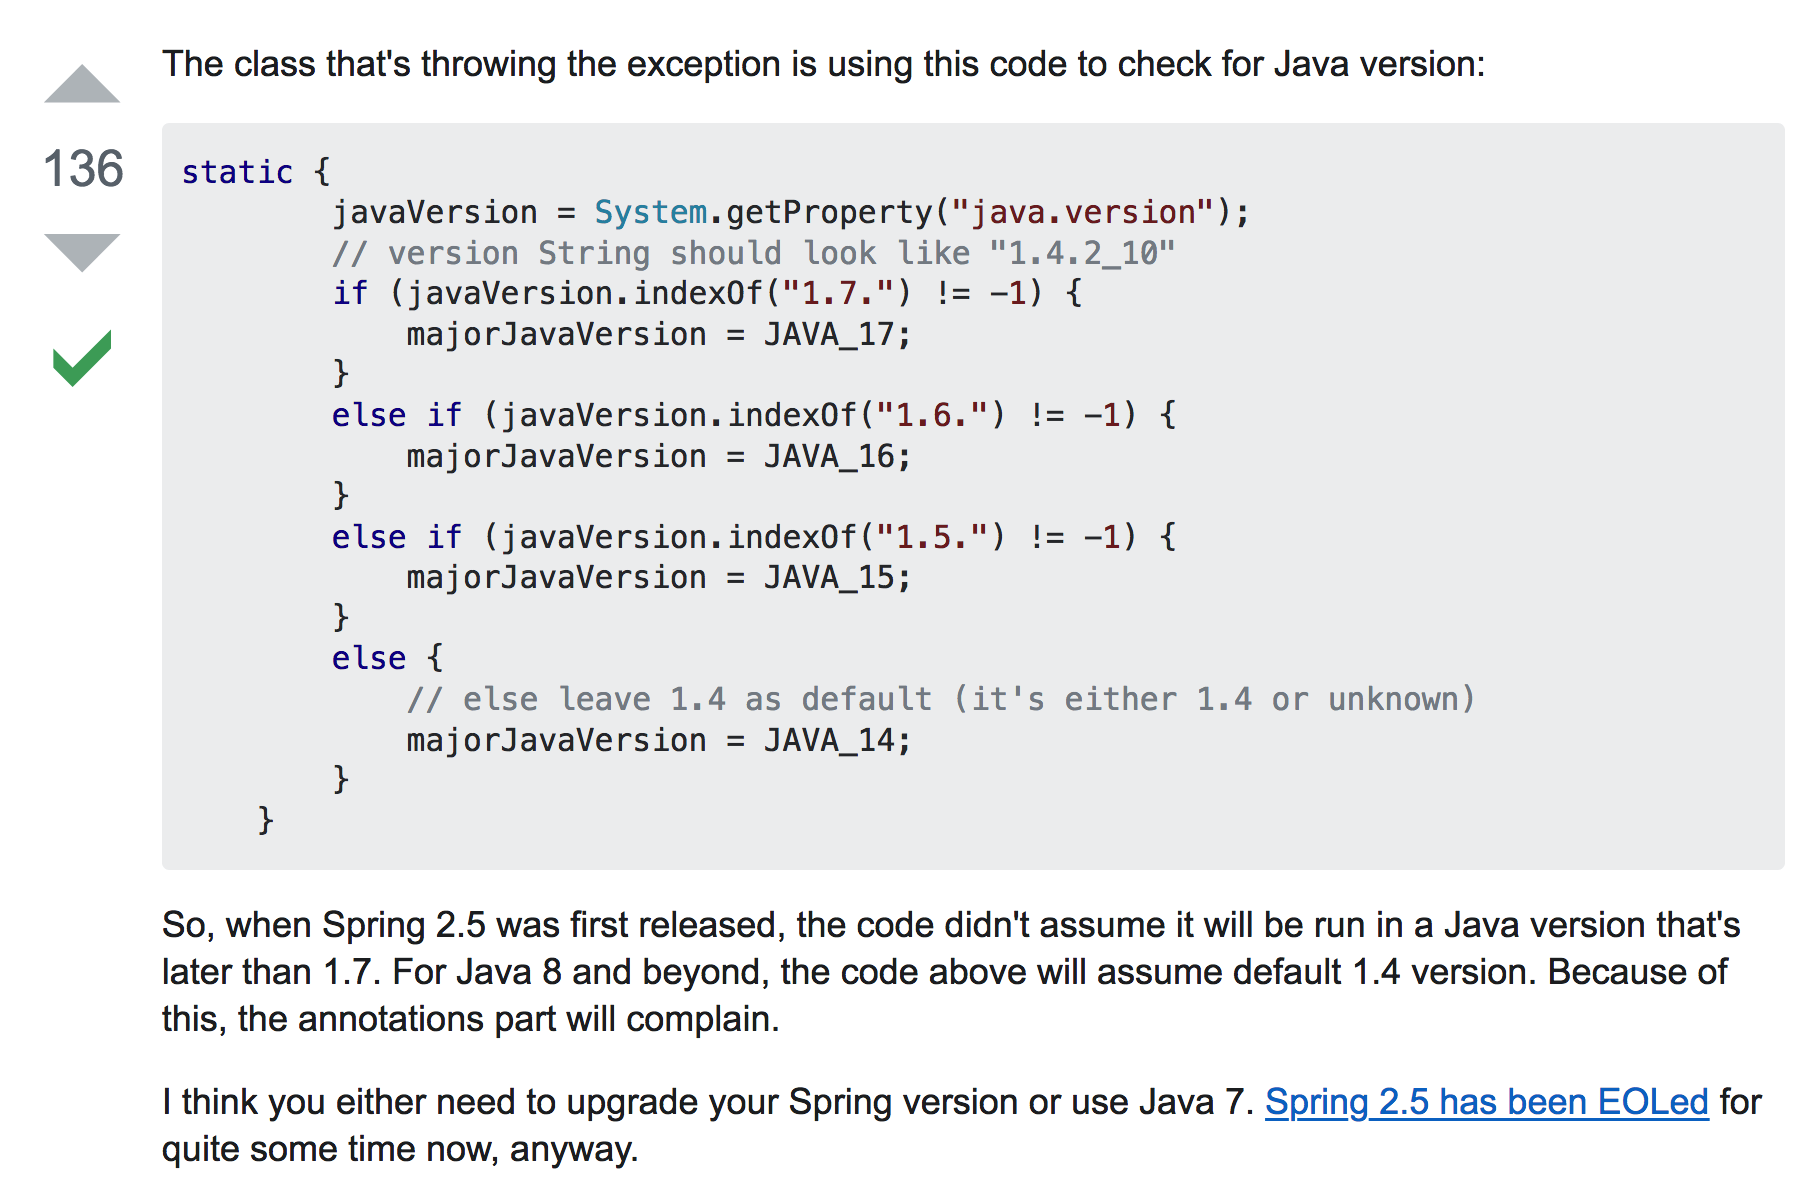 The class that's throwing the exception is using this code to check for Java version:
136
static {
        javaVersion = System.getProperty("java.version");
        // version String should look like "1.4.2_10"
        if (javaVersion.indexOf("1.7.") != -1) {
            majorJavaVersion = JAVA_17;
        }
        else if (javaVersion.indexOf("1.6.") != -1) {
            majorJavaVersion = JAVA_16;
        }
        else if (javaVersion.indexOf("1.5.") != -1) {
            majorJavaVersion = JAVA_15;
        }
        else {
            // else leave 1.4 as default (it's either 1.4 or unknown)
            majorJavaVersion = JAVA_14;
        }
    }
So, when Spring 2.5 was first released, the code didn't assume it will be run in a Java version that's
later than 1.7. For Java 8 and beyond, the code above will assume default 1.4 version. Because of
this, the annotations part will complain.
I think you either need to upgrade your Spring version or use Java 7. Spring 2.5 has been EOLed for
quite some time now, anyway.